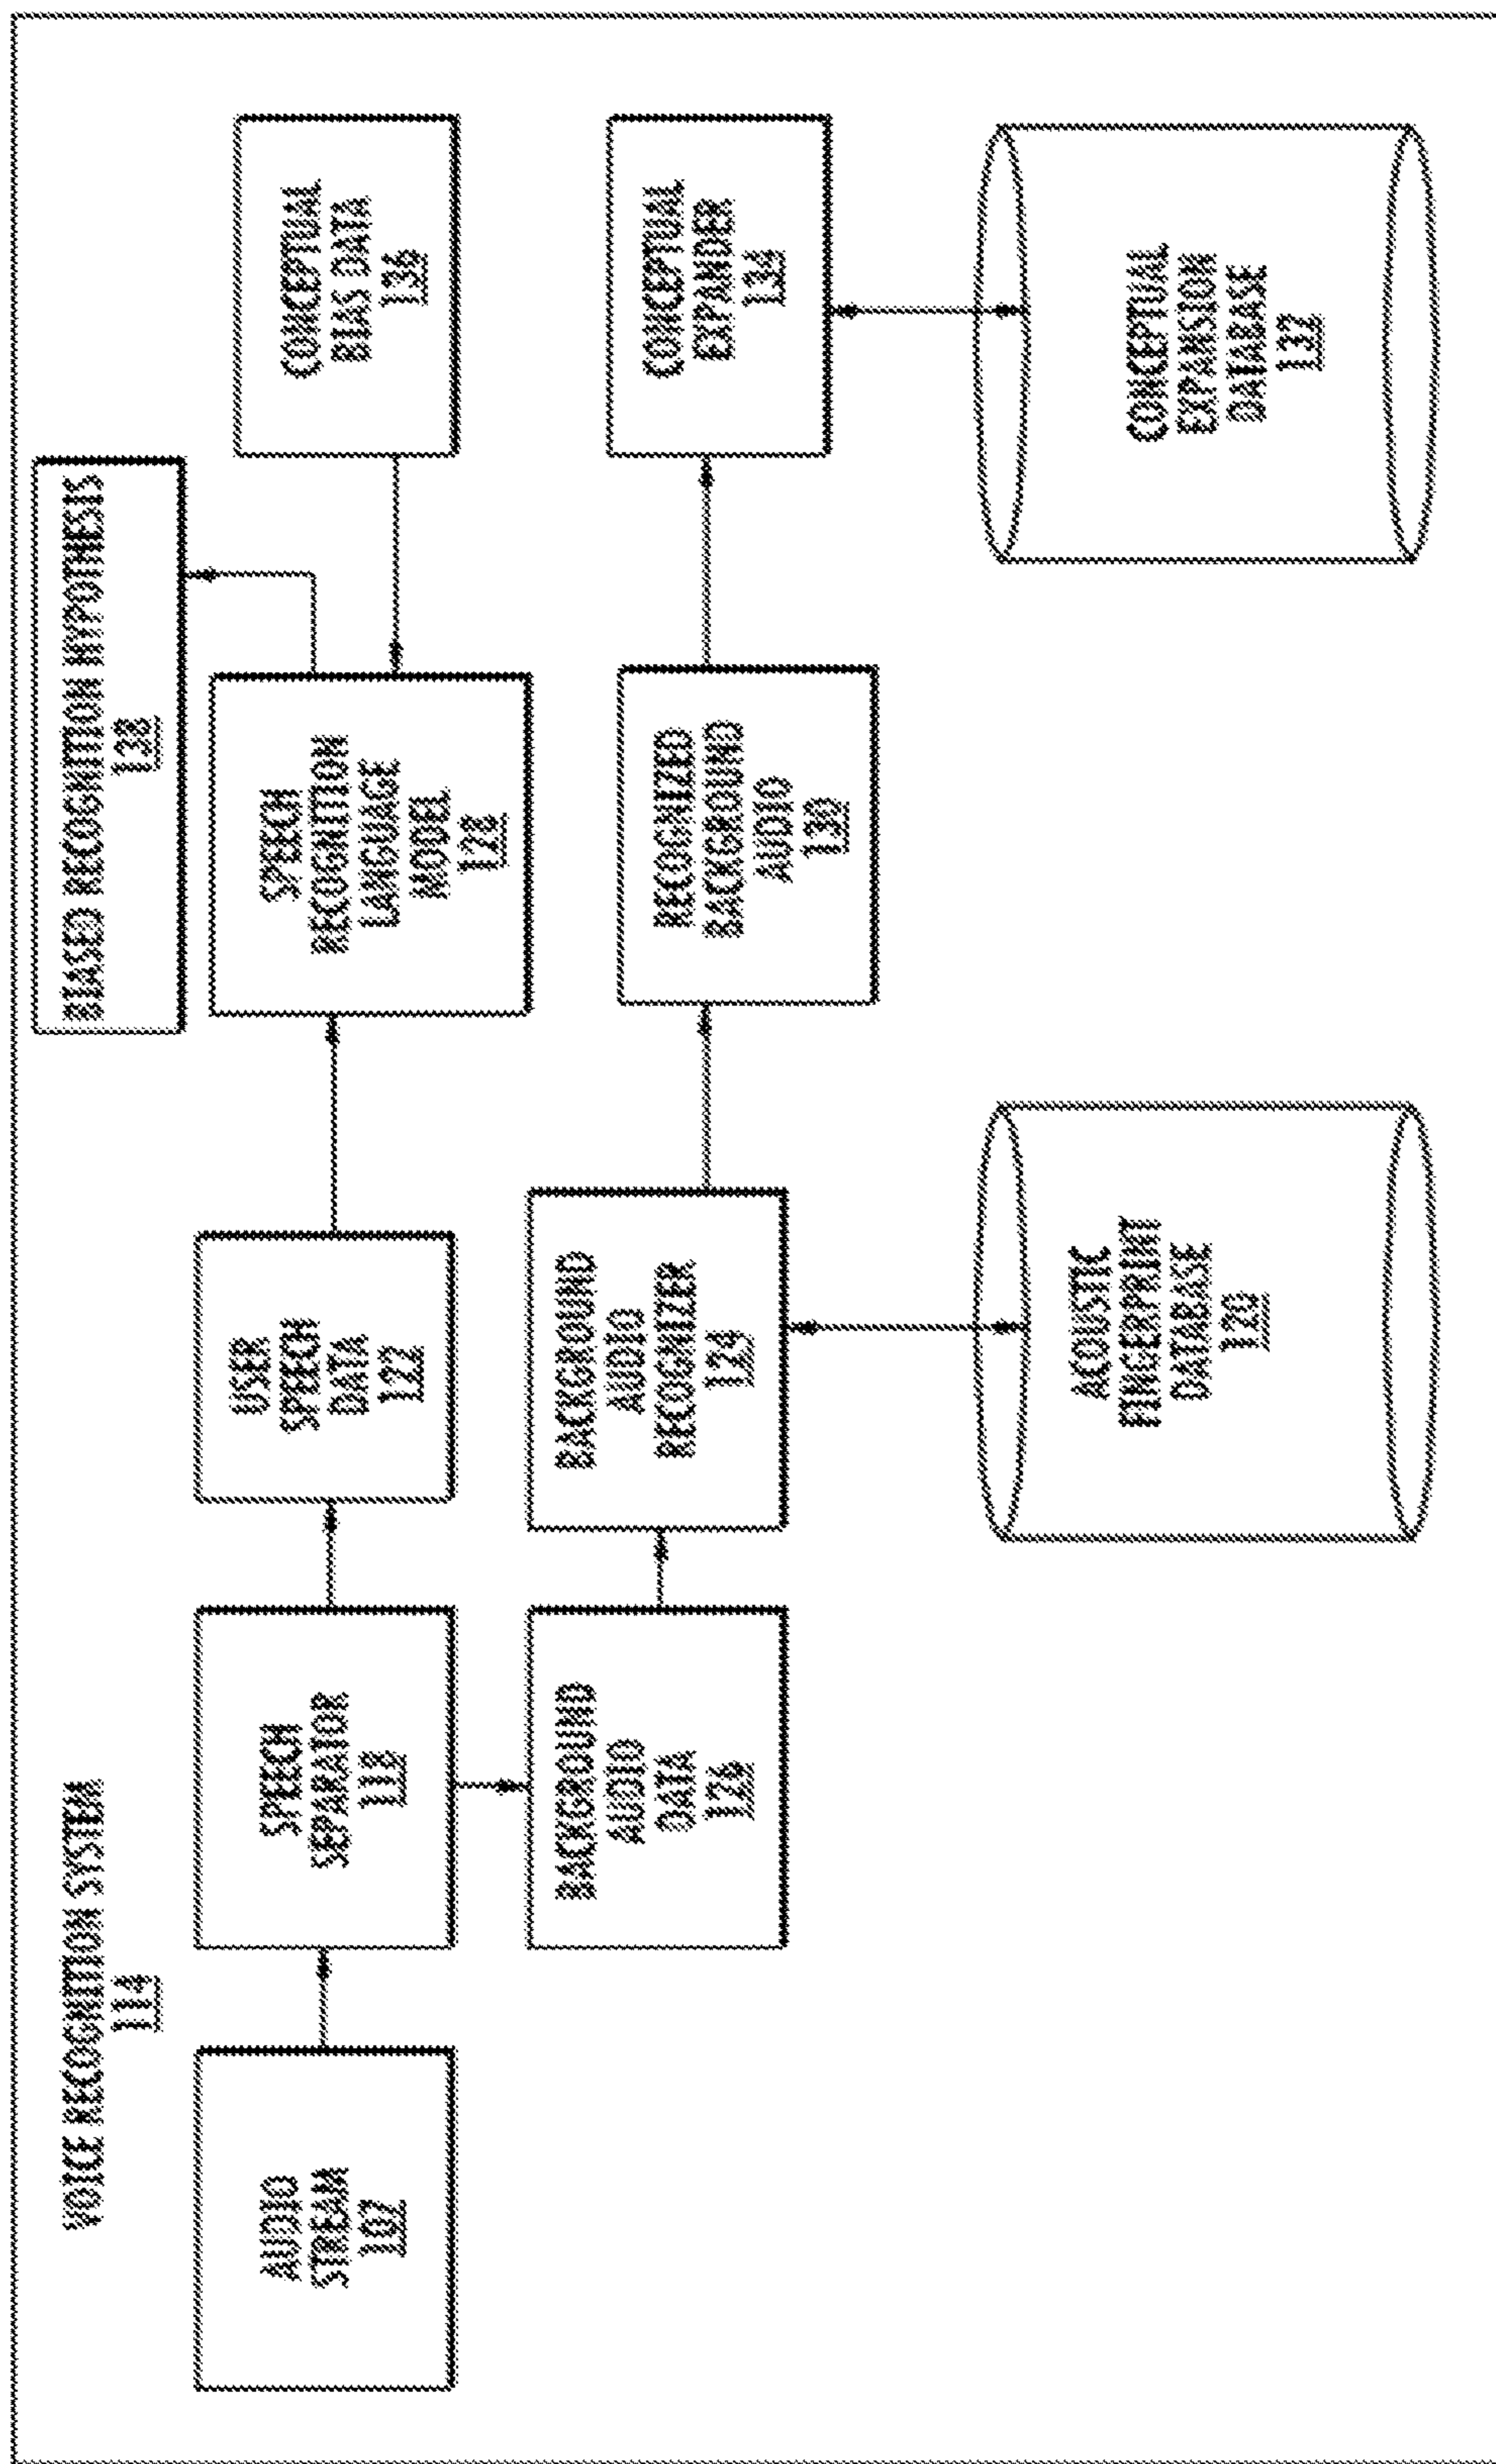 VOICE RECOGNITION SYSTEM
114
BIASED RECOGNITION HYPOTHESIS
138
AUDIO
STREAM
107
SPEECH
SEPARATOR
118
USER
SPEECH
DATA
122
SPEECH
RECOGNITION
LANGUAGE
MODEL
128
CONCEPTUAL
BIAS DATA
136
BACKGROUND
AUDIO
DATA
126
BACKGROUND
AUDIO
RECOGNIZER
124
RECOGNIZED
BACKGROUND
AUDIO
130
CONCEPTUAL
EXPANDER
134
ACOUSTIC
FINGERPRINT
DATABASE
120
CONCEPTUAL
EXPANSION
DATABASE
132